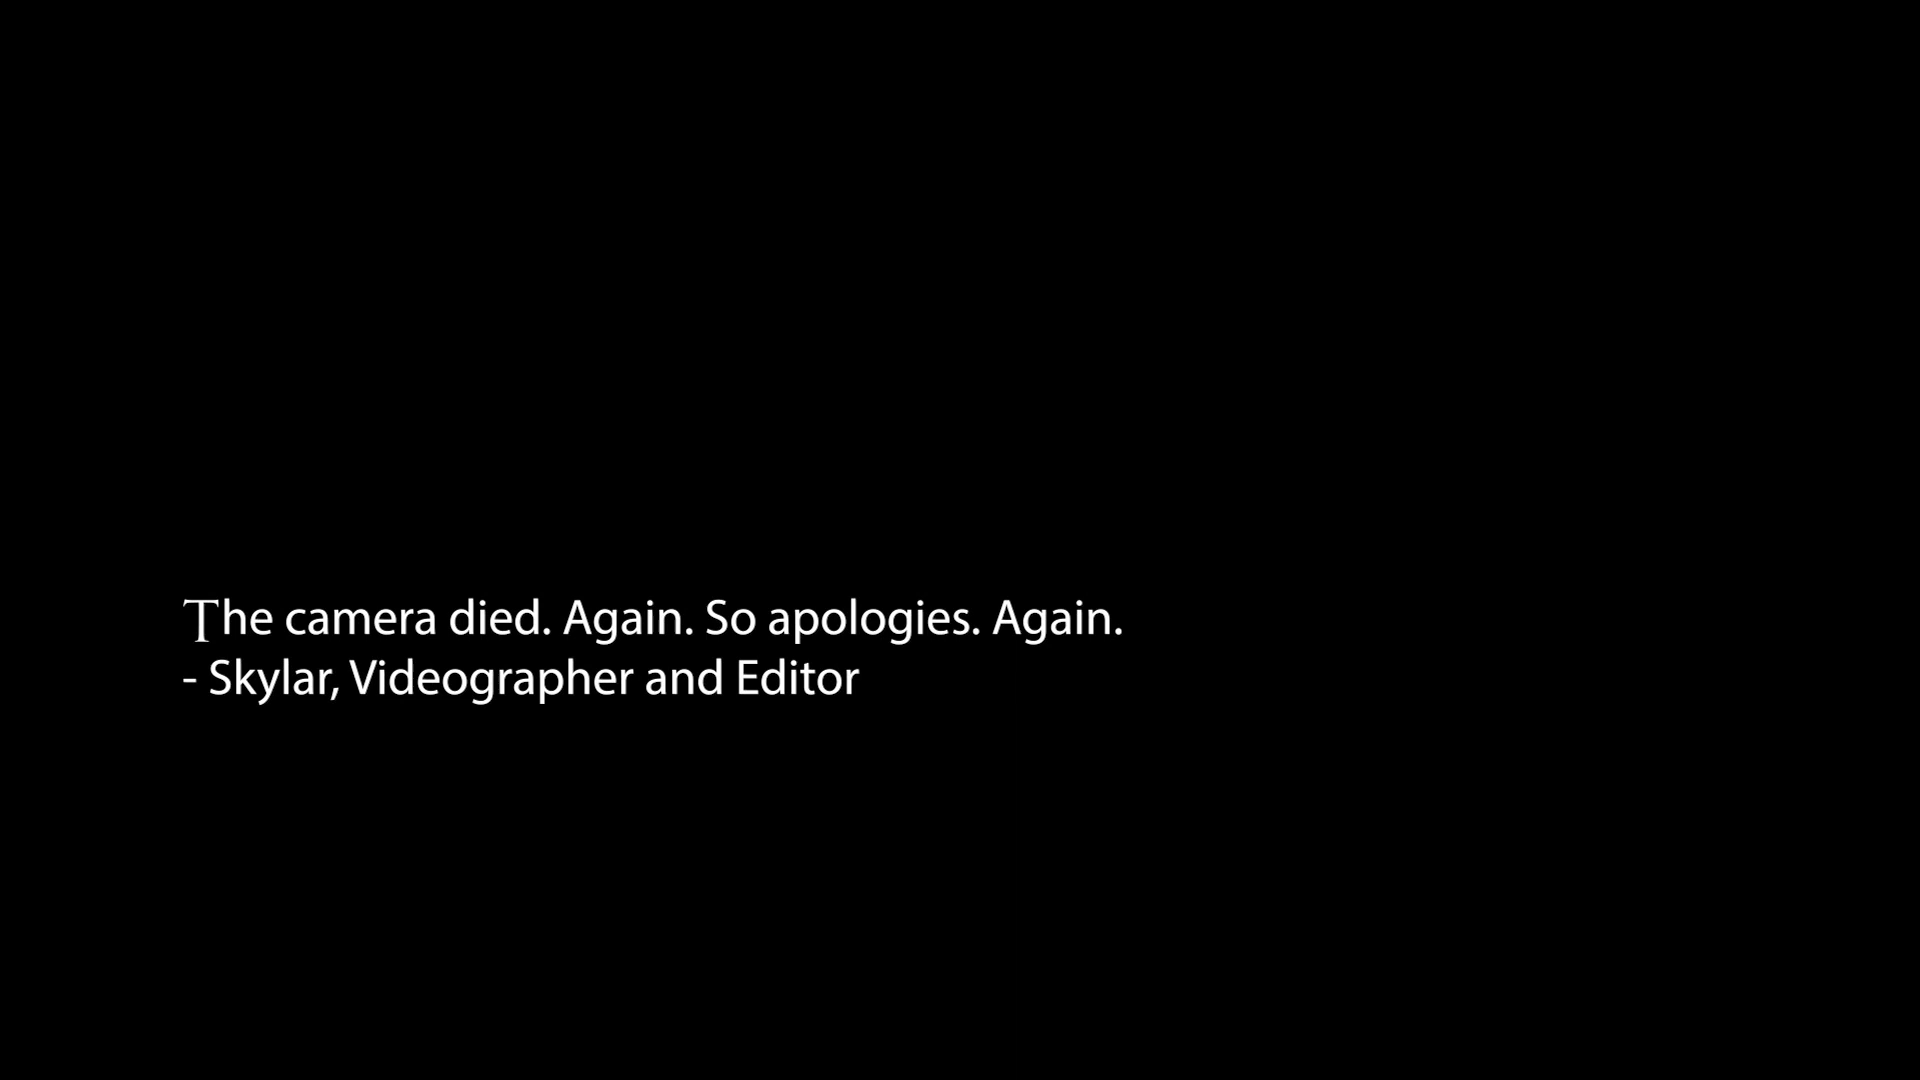 The camera died. Again. So apologies. Again.
- Skylar, Videographer and Editor